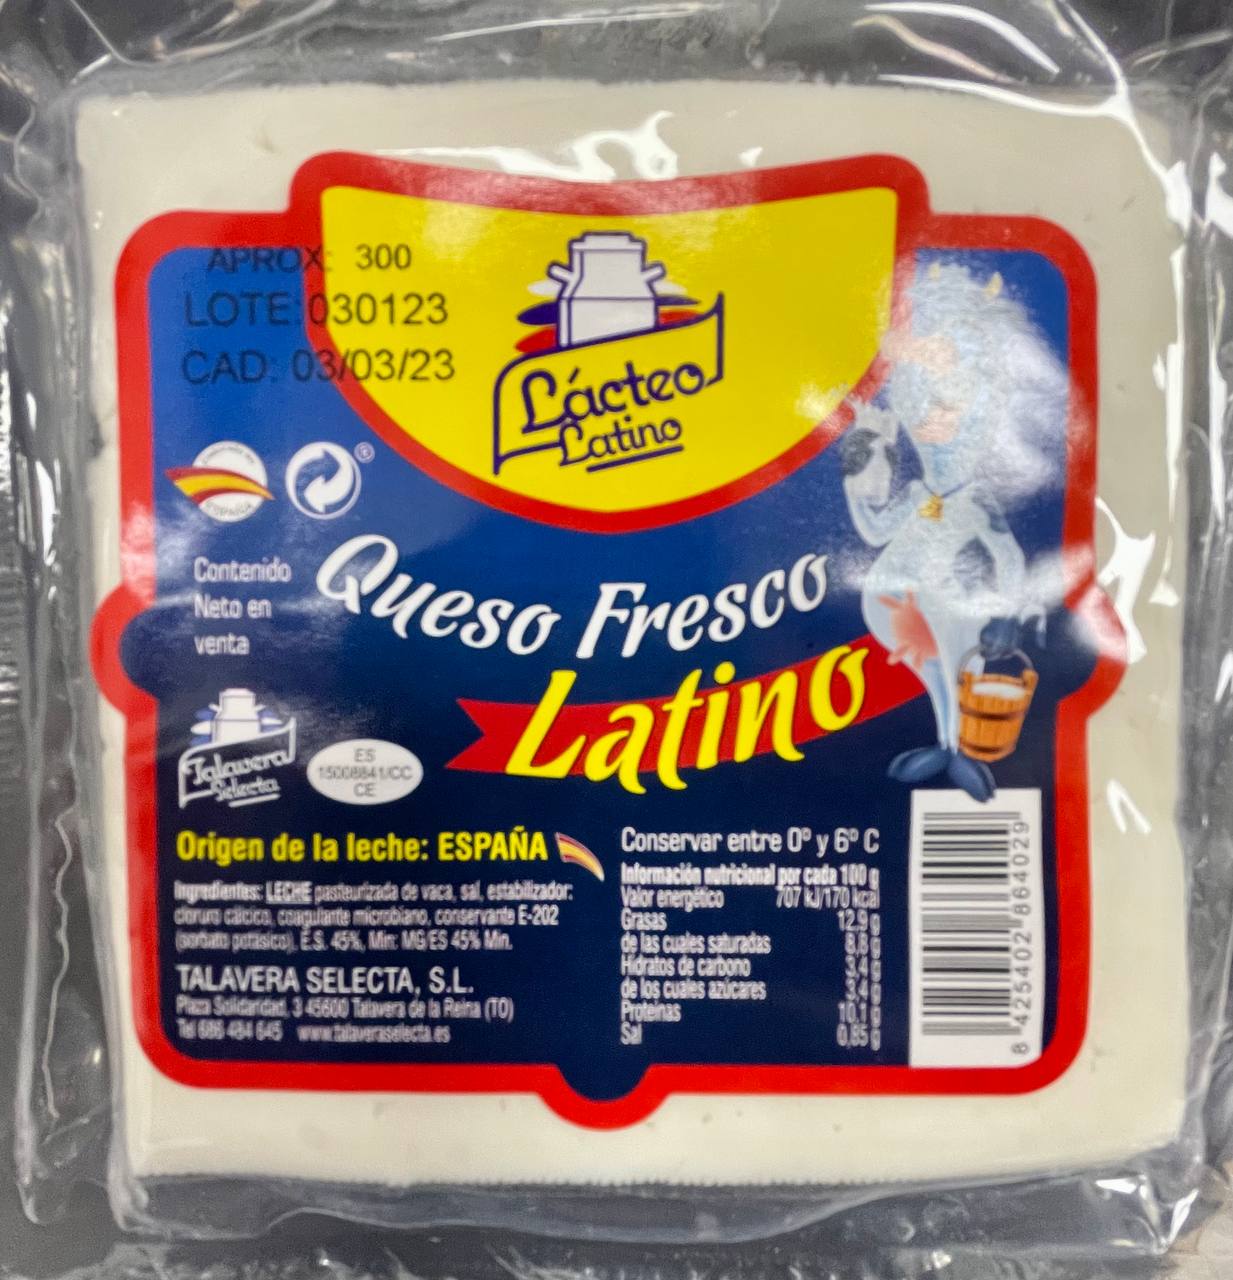 APROX: 300
LOTE: 030123
CAD: 03/03/23
Lácteo
Latino
ESPAÑA
®
Contenido
Neto en
venta
Queso Fresco
Latino
Talavera
Selecta
ES
15008841/CC
CE
Origen de la leche: ESPAÑA
Ingredientes: LECHE pasteurizada de vaca, sal, estabilizador:
cloruro cálcico, coagulante microbiano, conservante E-202
(sorbato potásico), E.S. 45%, Min: MG/ES 45% Min.
TALAVERA SELECTA, S.L.
Plaza Solidaridad, 3 45600 Talavera de la Reina (TO)
Tel 686 484 645 www.talaveraselecta.es
Conservar entre 0º y 6º C
Información nutricional por cada 100 g
Valor energético 707 kJ/170 kcal
Grasas 12,9 g
de las cuales saturadas 8,8 g
Hidratos de carbono 3,4 g
de los cuales azúcares 3,4 g
Proteínas 10,1 g
Sal 0,85 g
8 425402 864029